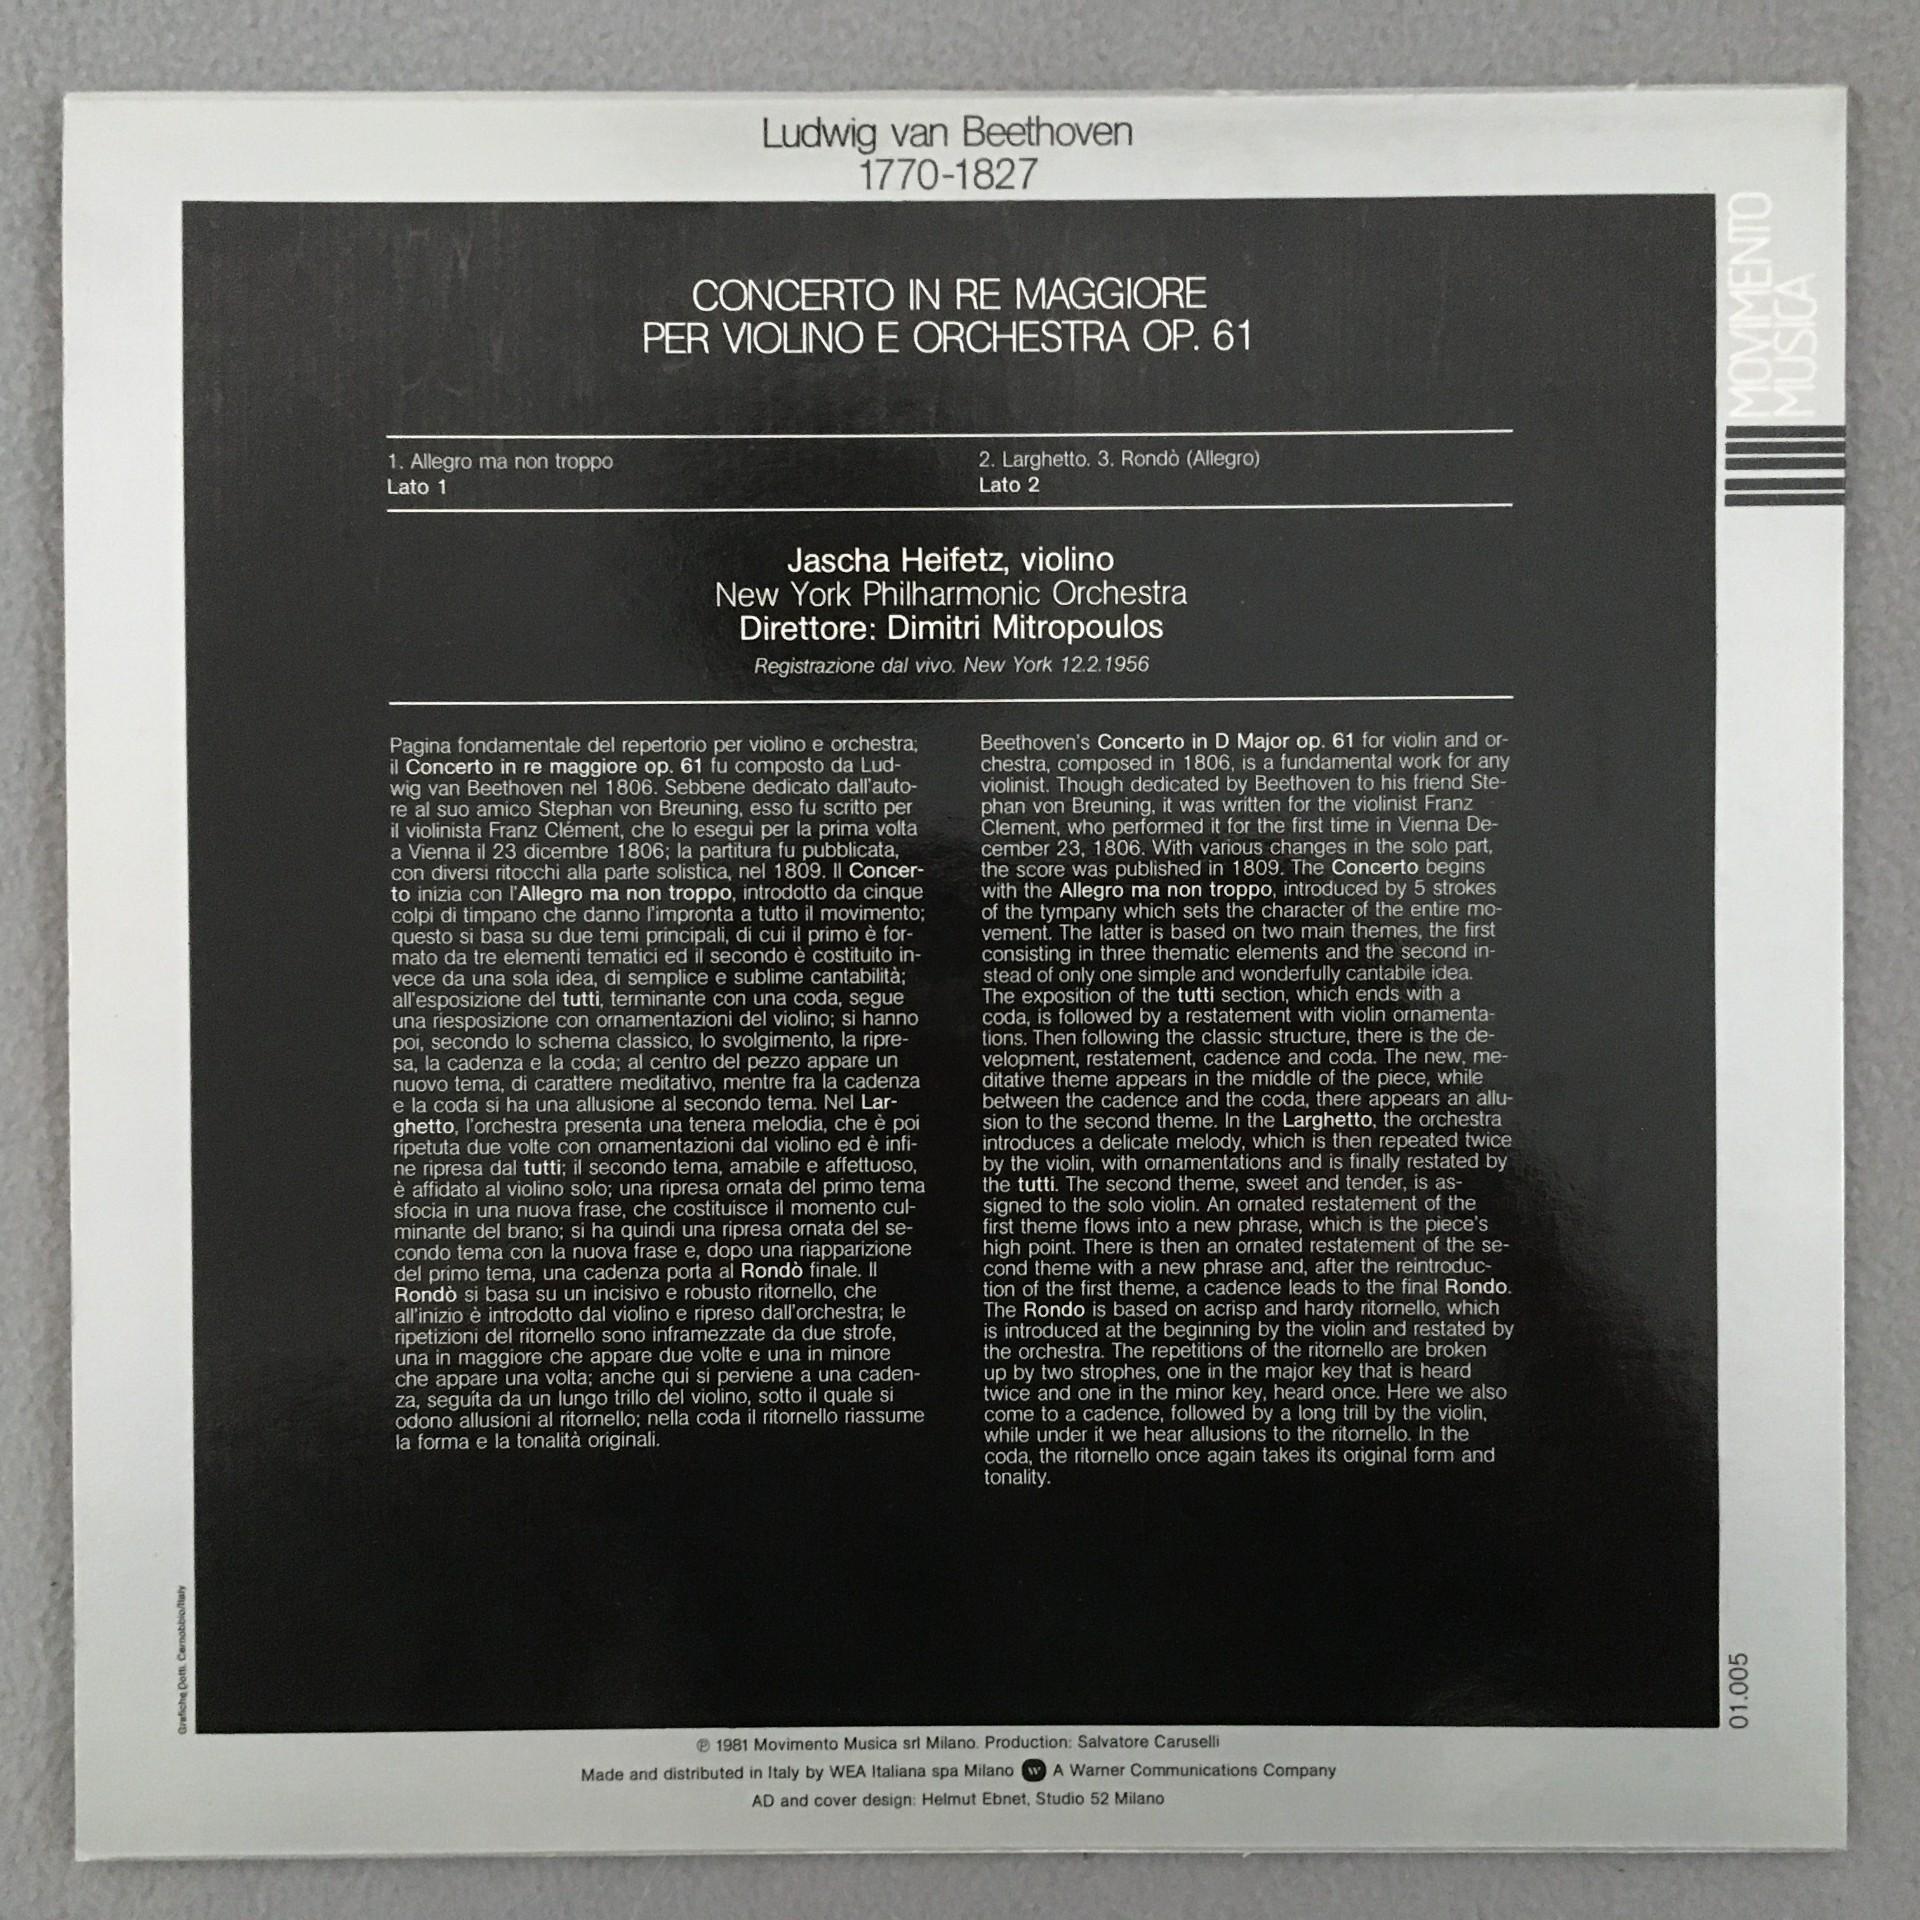 Ludwig van Beethoven
1770-1827
MOVIMENTO
MUSICA
CONCERTO IN RE MAGGIORE
PER VIOLINO E ORCHESTRA OP. 61
1. Allegro ma non troppo
Lato 1
2. Larghetto. 3. Rondò (Allegro)
Lato 2
Jascha Heifetz, violino
New York Philharmonic Orchestra
Direttore: Dimitri Mitropoulos
Registrazione dal vivo. New York 12.2.1956
Pagina fondamentale del repertorio per violino e orchestra;
il Concerto in re maggiore op. 61 fu composto da Lud-
wig van Beethoven nel 1806. Sebbene dedicato dall'auto-
re al suo amico Stephan von Breuning, esso fu scritto per
il violinista Franz Clément, che lo eseguì per la prima volta
a Vienna il 23 dicembre 1806; la partitura fu pubblicata,
con diversi ritocchi alla parte solistica, nel 1809. Il Concer-
to inizia con l'Allegro ma non troppo, introdotto da cinque
colpi di timpano che danno l'impronta a tutto il movimento;
questo si basa su due temi principali, di cui il primo è for-
mato da tre elementi tematici ed il secondo è costituito in-
vece da una sola idea, di semplice e sublime cantabilità;
all'esposizione del tutti, terminante con una coda, segue
una riesposizione con ornamentazioni del violino; si hanno
poi, secondo lo schema classico, lo svolgimento, la ripre-
sa, la cadenza e la coda; al centro del pezzo appare un
nuovo tema, di carattere meditativo, mentre fra la cadenza
e la coda si ha una allusione al secondo tema. Nel Lar-
ghetto, l'orchestra presenta una tenera melodia, che è poi
ripetuta due volte con ornamentazioni dal violino ed è infi-
ne ripresa dal tutti; il secondo tema, amabile e affettuoso,
è affidato al violino solo; una ripresa ornata del primo tema
sfocia in una nuova frase, che costituisce il momento cul-
minante del brano; si ha quindi una ripresa ornata del se-
condo tema con la nuova frase e, dopo una riapparizione
del primo tema, una cadenza porta al Rondò finale. Il
Rondò si basa su un incisivo e robusto ritornello, che
all'inizio è introdotto dal violino e ripreso dall'orchestra; le
ripetizioni del ritornello sono inframezzate da due strofe,
una in maggiore che appare due volte e una in minore
che appare una volta; anche qui si perviene a una caden-
za, seguita da un lungo trillo del violino, sotto il quale si
odono allusioni al ritornello; nella coda il ritornello riassume
la forma e la tonalità originali.
Beethoven's Concerto in D Major op. 61 for violin and or-
chestra, composed in 1806, is a fundamental work for any
violinist. Though dedicated by Beethoven to his friend Ste-
phan von Breuning, it was written for the violinist Franz
Clement, who performed it for the first time in Vienna De-
cember 23, 1806. With various changes in the solo part,
the score was published in 1809. The Concerto begins
with the Allegro ma non troppo, introduced by 5 strokes
of the tympany which sets the character of the entire mo-
vement. The latter is based on two main themes, the first
consisting in three thematic elements and the second in-
stead of only one simple and wonderfully cantabile idea.
The exposition of the tutti section, which ends with a
coda, is followed by a restatement with violin ornamenta-
tions. Then following the classic structure, there is the de-
velopment, restatement, cadence and coda. The new, me-
ditative theme appears in the middle of the piece, while
between the cadence and the coda, there appears an allu-
sion to the second theme. In the Larghetto, the orchestra
introduces a delicate melody, which is then repeated twice
by the violin, with ornamentations and is finally restated by
the tutti. The second theme, sweet and tender, is as-
signed to the solo violin. An ornated restatement of the
first theme flows into a new phrase, which is the piece's
high point. There is then an ornated restatement of the se-
cond theme with a new phrase and, after the reintroduc-
tion of the first theme, a cadence leads to the final Rondo.
The Rondo is based on acrisp and hardy ritornello, which
is introduced at the beginning by the violin and restated by
the orchestra. The repetitions of the ritornello are broken
up by two strophes, one in the major key that is heard
twice and one in the minor key, heard once. Here we also
come to a cadence, followed by a long trill by the violin,
while under it we hear allusions to the ritornello. In the
coda, the ritornello once again takes its original form and
tonality.
Grafiche Dotti. Cernobbio/Italy
01.005
℗ 1981 Movimento Musica srl Milano. Production: Salvatore Caruselli
Made and distributed in Italy by WEA Italiana spa Milano W A Warner Communications Company
AD and cover design: Helmut Ebnet, Studio 52 Milano